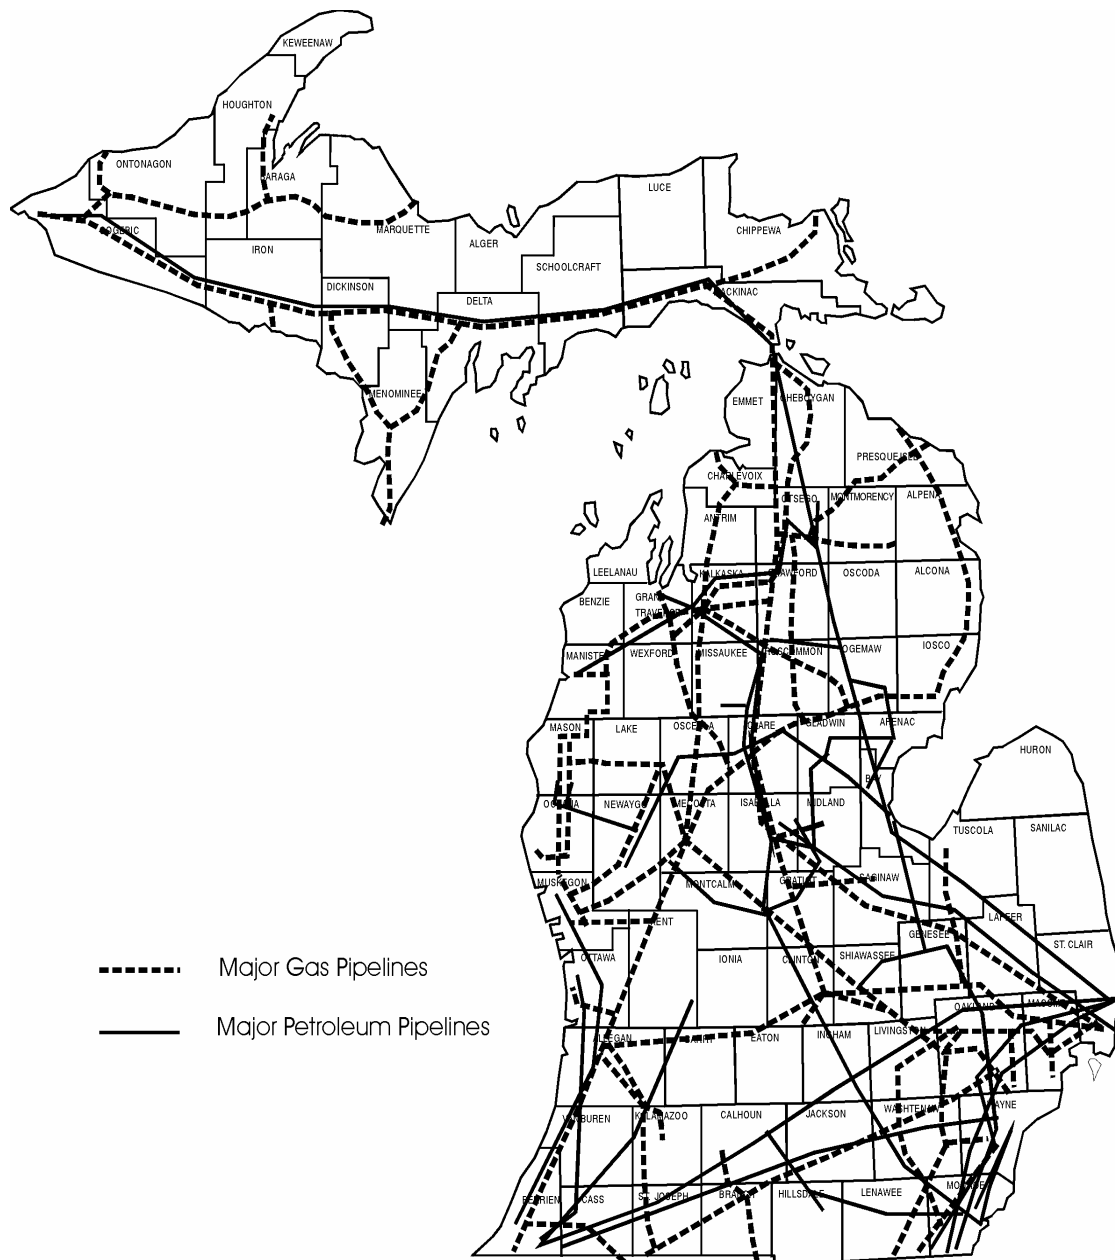 KEWEENAW
HOUGHTON
ONTONAGON
BARAGA
LUCE
GOGEBIC
MARQUETTE
CHIPPEWA
ALGER
IRON
SCHOOLCRAFT
DICKINSON
MACKINAC
DELTA
MENOMINEE
EMMET
CHEBOYGAN
PRESQUE ISLE
CHARLEVOIX
OTSEGO
MONTMORENCY
ALPENA
ANTRIM
LEELANAU
KALKASKA
CRAWFORD
OSCODA
ALCONA
BENZIE
GRAND
TRAVERSE
MANISTEE
WEXFORD
MISSAUKEE
ROSCOMMON
OGEMAW
IOSCO
MASON
LAKE
OSCEOLA
CLARE
GLADWIN
ARENAC
HURON
BAY
OCEANA
NEWAYGO
MECOSTA
ISABELLA
MIDLAND
TUSCOLA
SANILAC
MUSKEGON
MONTCALM
GRATIOT
SAGINAW
KENT
LAPEER
GENESEE
ST. CLAIR
OTTAWA
IONIA
CLINTON
SHIAWASSEE
Major Gas Pipelines
OAKLAND
MACOMB
Major Petroleum Pipelines
ALLEGAN
BARRY
EATON
INGHAM
LIVINGSTON
VAN BUREN
KALAMAZOO
CALHOUN
JACKSON
WASHTENAW
WAYNE
BERRIEN
CASS
ST. JOSEPH
BRANCH
HILLSDALE
LENAWEE
MONROE